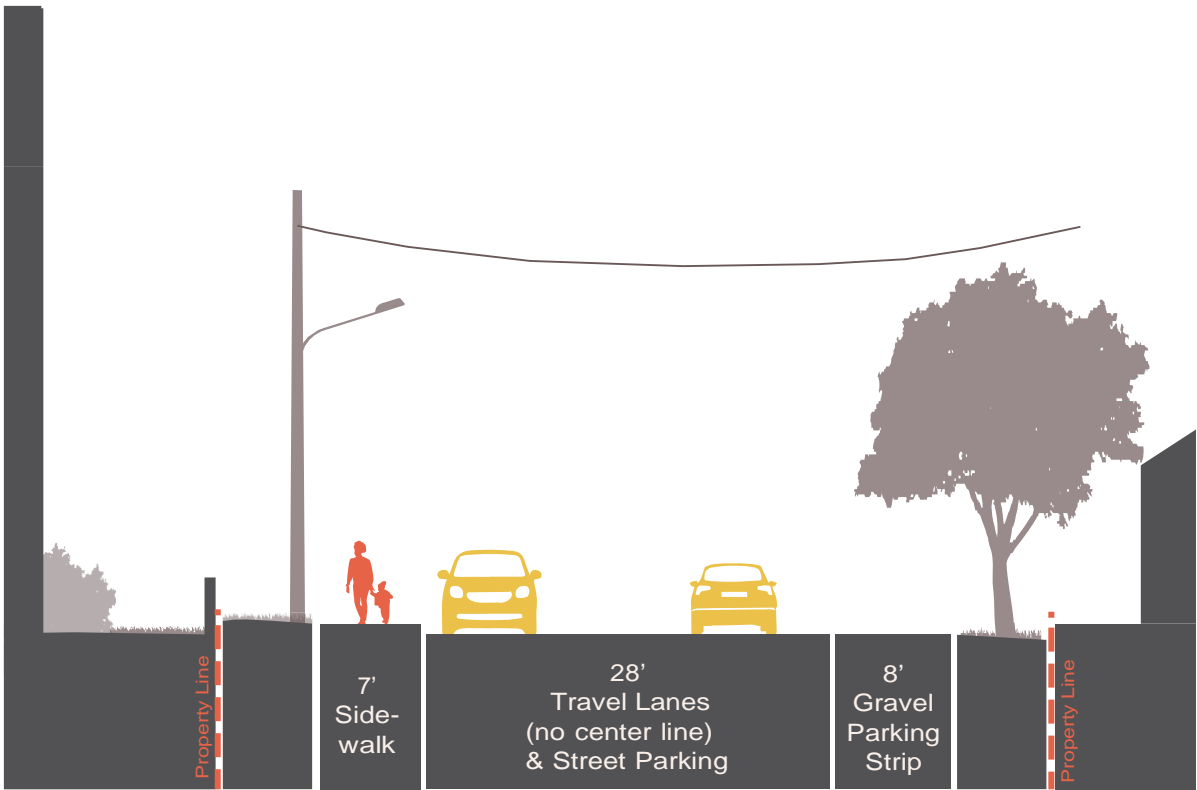 Property Line
7’
Side-
walk
28’
Travel Lanes
(no center line)
& Street Parking
8’
Gravel
Parking
Strip
Property Line